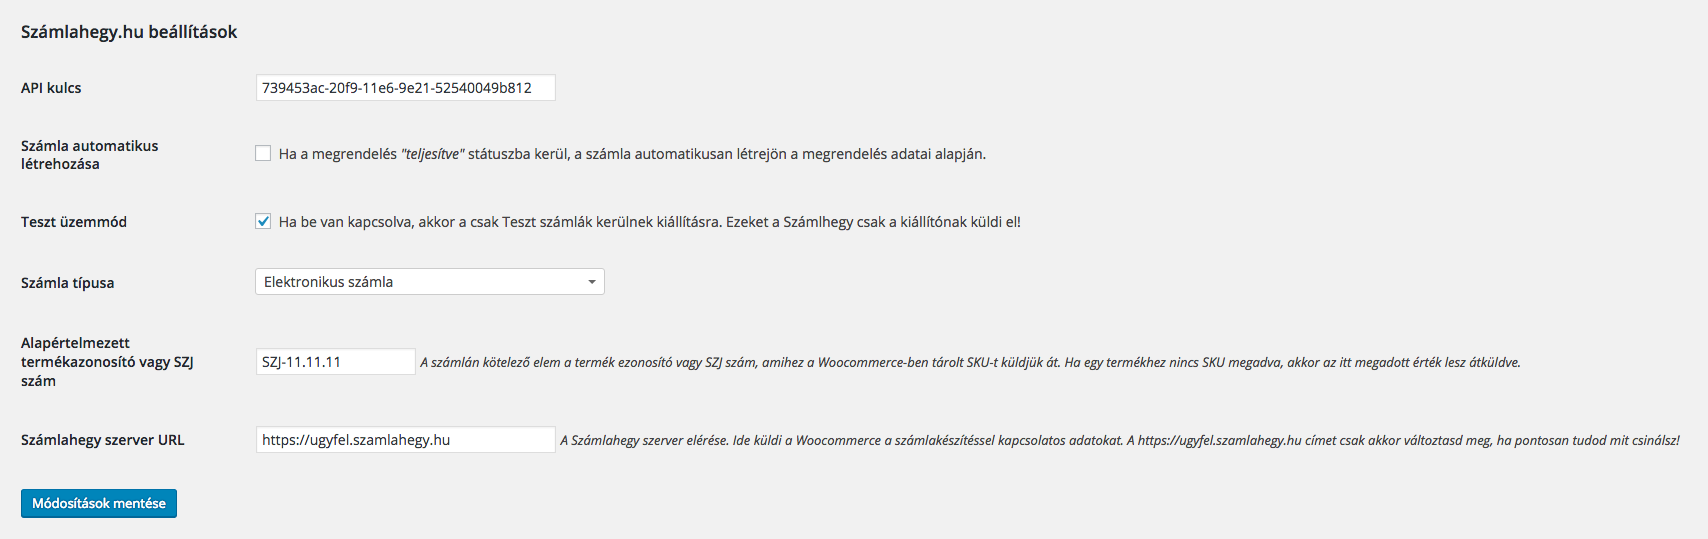 Számlahegy.hu beállítások
API kulcs
739453ac-20f9-11e6-9e21-52540049b812
Számla automatikus
létrehozása
Ha a megrendelés "teljesítve" státuszba kerül, a számla automatikusan létrejön a megrendelés adatai alapján.
Teszt üzemmód
Ha be van kapcsolva, akkor a csak Teszt számlák kerülnek kiállításra. Ezeket a Számlhegy csak a kiállítónak küldi el!
Számla típusa
Elektronikus számla
Alapértelmezett
termékazonosító vagy SZJ
szám
SZJ-11.11.11
A számlán kötelező elem a termék ezonosító vagy SZJ szám, amihez a Woocommerce-ben tárolt SKU-t küldjük át. Ha egy termékhez nincs SKU megadva, akkor az itt megadott érték lesz átküldve.
Számlahegy szerver URL
https://ugyfel.szamlahegy.hu
A Számlahegy szerver elérése. Ide küldi a Woocommerce a számlakészítéssel kapcsolatos adatokat. A https://ugyfel.szamlahegy.hu címet csak akkor változtasd meg, ha pontosan tudod mit csinálsz!
Módosítások mentése